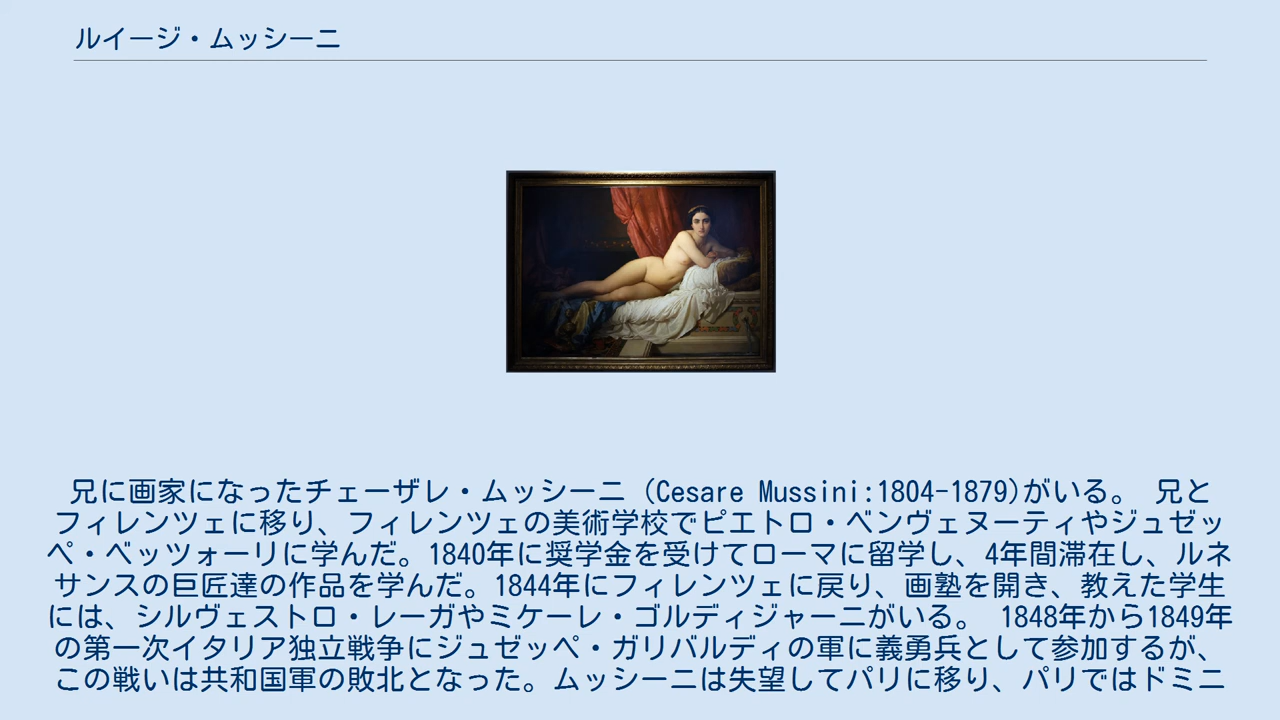 ルイージ・ムッシーニ
兄に画家になったチェーザレ・ムッシーニ (Cesare Mussini:1804-1879)がいる。 兄と
フィレンツェに移り、フィレンツェの美術学校でピエトロ・ベンヴェヌーティやジュゼッ
ペ・ベッツォーリに学んだ。1840年に奨学金を受けてローマに留学し、4年間滞在し、ルネ
サンスの巨匠達の作品を学んだ。1844年にフィレンツェに戻り、画塾を開き、教えた学生
には、シルヴェストロ・レーガやミケーレ・ゴルディジャーニがいる。 1848年から1849年
の第一次イタリア独立戦争にジュゼッペ・ガリバルディの軍に義勇兵として参加するが、
この戦いは共和国軍の敗北となった。ムッシーニは失望してパリに移り、パリではドミニ